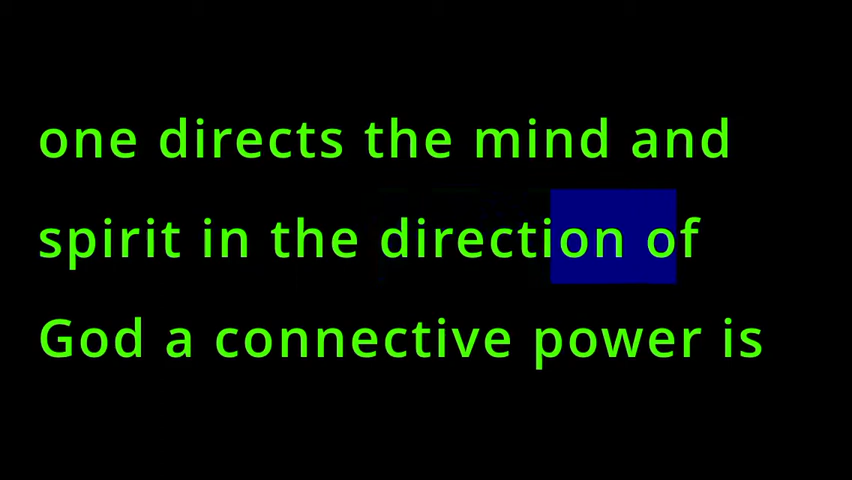 one directs the mind and
spirit in the direction of
God a connective power is